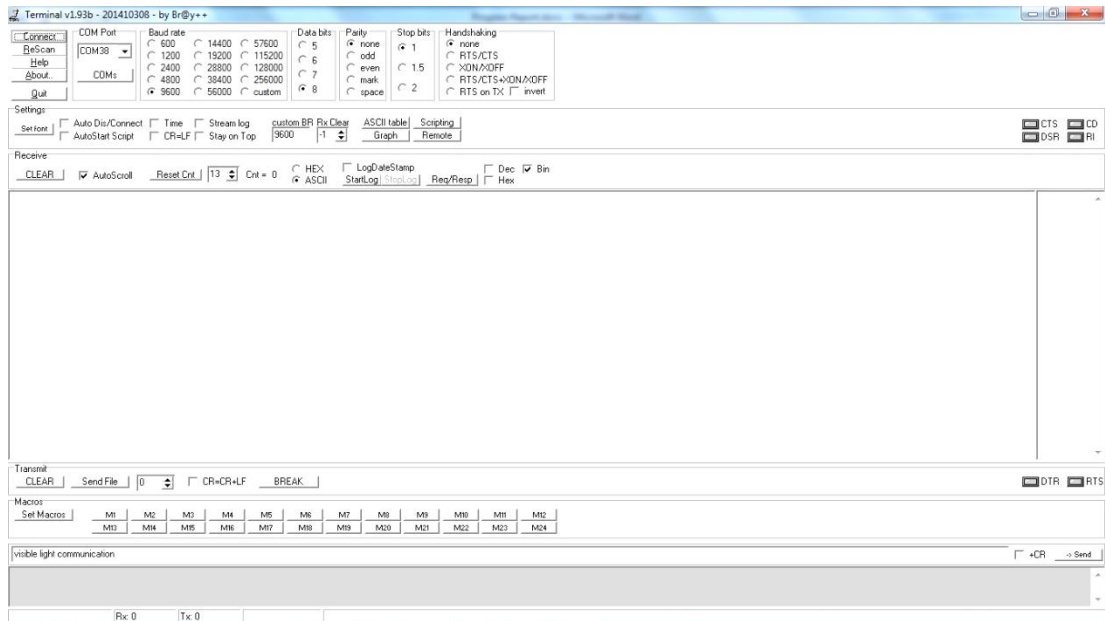 Terminal v1.93b - 201410308 - by Br@y++
Connect
ReScan
Help
About..
Quit
COM Port
COM38
COMs
Baud rate
600 14400 57600
1200 19200 115200
2400 28800 128000
4800 38400 256000
9600 56000 custom
Data bits
5
6
7
8
Parity
none
odd
even
mark
space
Stop bits
1
1.5
2
Handshaking
none
RTS/CTS
XON/XOFF
RTS/CTS+XON/XOFF
RTS on TX invert
Settings
Set font
Auto Dis/Connect Time Stream log
AutoStart Script CR=LF Stay on Top
custom BR Rx Clear
9600 -1
ASCII table Scripting
Graph Remote
CTS CD
DSR RI
Receive
CLEAR AutoScroll Reset Cnt 13 Cnt = 0
HEX
ASCII
LogDateStamp
StartLog StopLog Req/Resp
Dec Bin
Hex
Transmit
CLEAR Send File 0 CR=CR+LF BREAK
DTR RTS
Macros
Set Macros
M1 M2 M3 M4 M5 M6 M7 M8 M9 M10 M11 M12
M13 M14 M15 M16 M17 M18 M19 M20 M21 M22 M23 M24
visible light communication
+CR -> Send
Rx: 0 Tx: 0